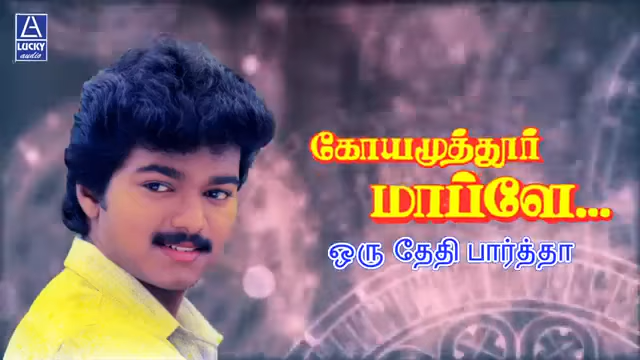 A
LUCKY
audio
கோயமுத்தூர்
மாப்ளே...
ஒரு தேதி பார்த்தா